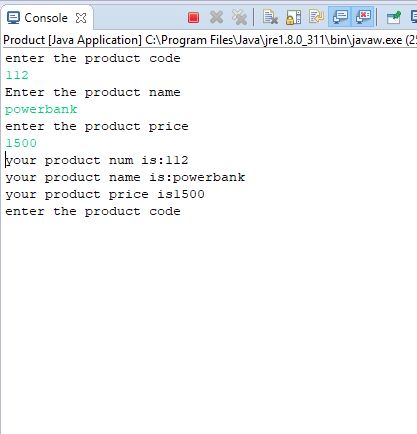 Console
Product [Java Application] C:\Program Files\Java\jre1.8.0_311\bin\javaw.exe (25
enter the product code
112
Enter the product name
powerbank
enter the product price
1500
your product num is:112
your product name is:powerbank
your product price is1500
enter the product code